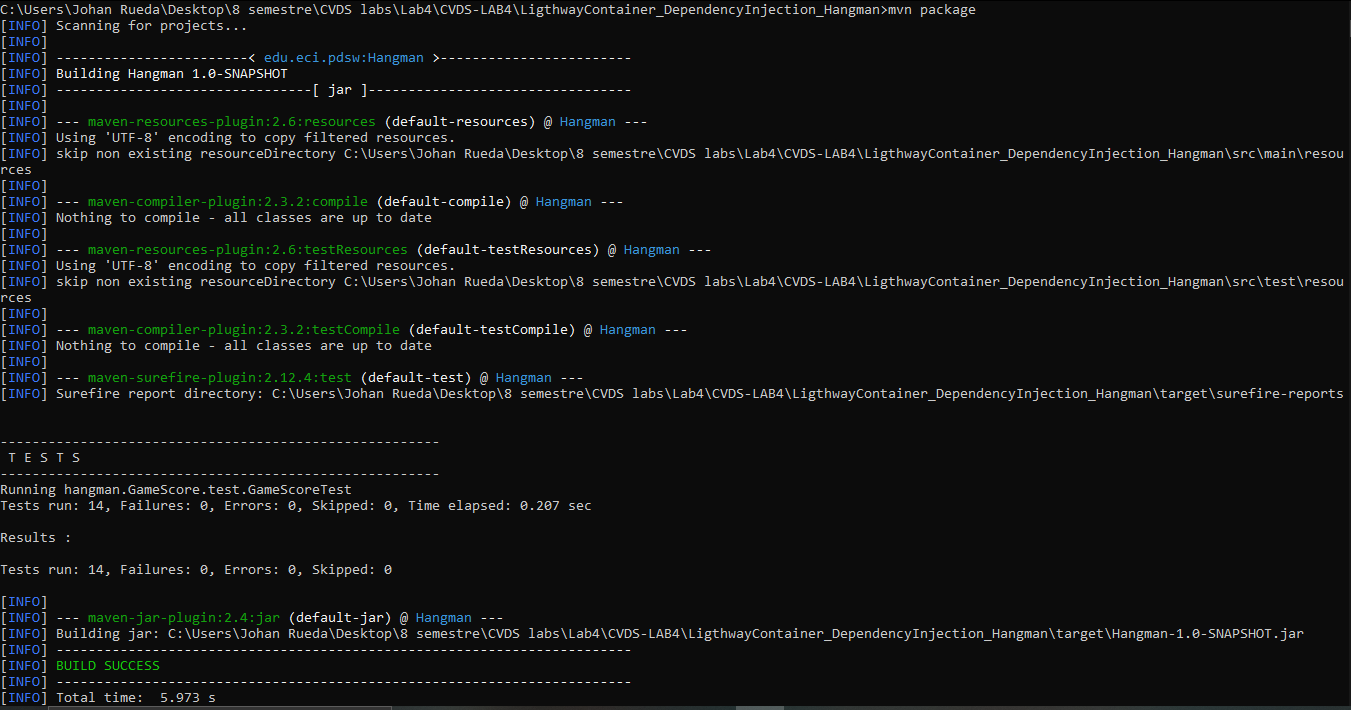 C:\Users\Johan Rueda\Desktop\8 semestre\CVDS labs\Lab4\CVDS-LAB4\LigthwayContainer_DependencyInjection_Hangman>mvn package
[INFO] Scanning for projects...
[INFO]
[INFO] ------------------------< edu.eci.pdsw:Hangman >------------------------
[INFO] Building Hangman 1.0-SNAPSHOT
[INFO] --------------------------------[ jar ]---------------------------------
[INFO]
[INFO] --- maven-resources-plugin:2.6:resources (default-resources) @ Hangman ---
[INFO] Using 'UTF-8' encoding to copy filtered resources.
[INFO] skip non existing resourceDirectory C:\Users\Johan Rueda\Desktop\8 semestre\CVDS labs\Lab4\CVDS-LAB4\LigthwayContainer_DependencyInjection_Hangman\src\main\resou
rces
[INFO]
[INFO] --- maven-compiler-plugin:2.3.2:compile (default-compile) @ Hangman ---
[INFO] Nothing to compile - all classes are up to date
[INFO]
[INFO] --- maven-resources-plugin:2.6:testResources (default-testResources) @ Hangman ---
[INFO] Using 'UTF-8' encoding to copy filtered resources.
[INFO] skip non existing resourceDirectory C:\Users\Johan Rueda\Desktop\8 semestre\CVDS labs\Lab4\CVDS-LAB4\LigthwayContainer_DependencyInjection_Hangman\src\test\resou
rces
[INFO]
[INFO] --- maven-compiler-plugin:2.3.2:testCompile (default-testCompile) @ Hangman ---
[INFO] Nothing to compile - all classes are up to date
[INFO]
[INFO] --- maven-surefire-plugin:2.12.4:test (default-test) @ Hangman ---
[INFO] Surefire report directory: C:\Users\Johan Rueda\Desktop\8 semestre\CVDS labs\Lab4\CVDS-LAB4\LigthwayContainer_DependencyInjection_Hangman\target\surefire-reports
-------------------------------------------------------
 T E S T S
-------------------------------------------------------
Running hangman.GameScore.test.GameScoreTest
Tests run: 14, Failures: 0, Errors: 0, Skipped: 0, Time elapsed: 0.207 sec
Results :
Tests run: 14, Failures: 0, Errors: 0, Skipped: 0
[INFO]
[INFO] --- maven-jar-plugin:2.4:jar (default-jar) @ Hangman ---
[INFO] Building jar: C:\Users\Johan Rueda\Desktop\8 semestre\CVDS labs\Lab4\CVDS-LAB4\LigthwayContainer_DependencyInjection_Hangman\target\Hangman-1.0-SNAPSHOT.jar
[INFO] ------------------------------------------------------------------------
[INFO] BUILD SUCCESS
[INFO] ------------------------------------------------------------------------
[INFO] Total time:  5.973 s